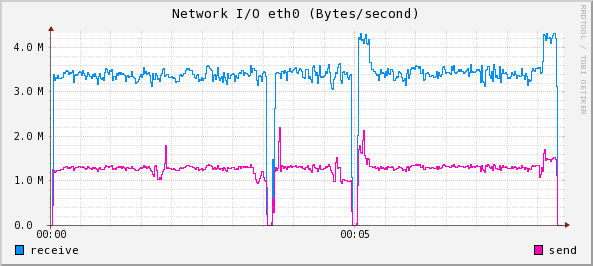 Network I/O eth0 (Bytes/second)
RRDTOOL / TOBI OETIKER
4.0 M
3.0 M
2.0 M
1.0 M
0.0
00:00
00:05
receive
send